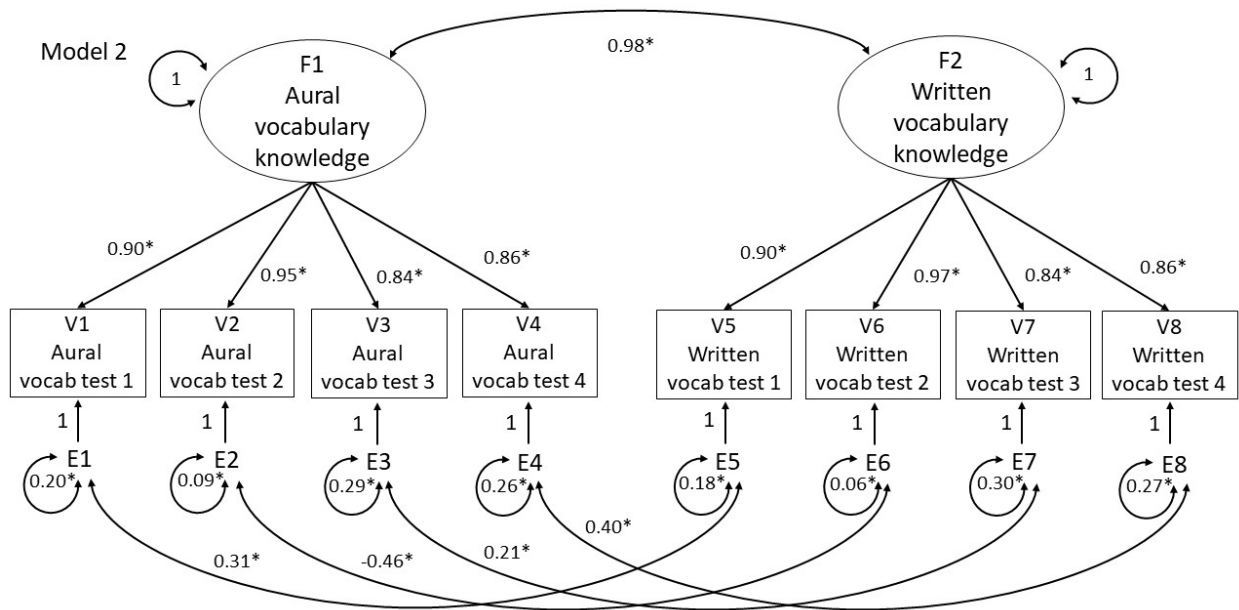 Model 2
0.98*
1
F1
Aural
vocabulary
knowledge
F2
Written
vocabulary
knowledge
1
0.90*
0.95*
0.84*
0.86*
0.90*
0.97*
0.84*
0.86*
V1
Aural
vocab test 1
V2
Aural
vocab test 2
V3
Aural
vocab test 3
V4
Aural
vocab test 4
V5
Written
vocab test 1
V6
Written
vocab test 2
V7
Written
vocab test 3
V8
Written
vocab test 4
1
1
1
1
1
1
1
1
E1
0.20*
E2
0.09*
E3
0.29*
E4
0.26*
E5
0.18*
E6
0.06*
E7
0.30*
E8
0.27*
0.31*
-0.46*
0.21*
0.40*